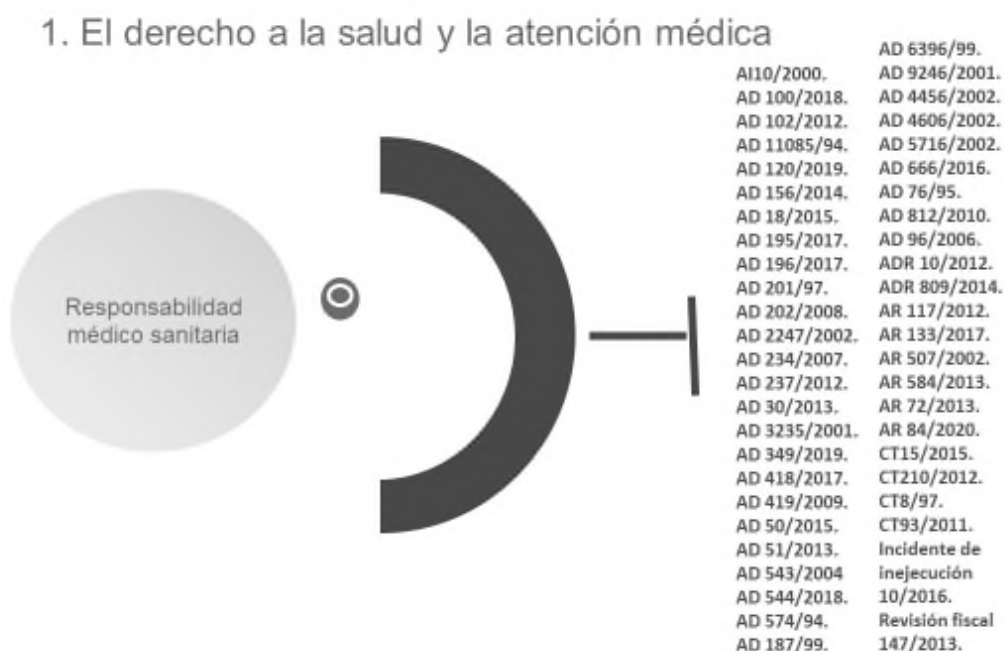 1. El derecho a la salud y la atención médica
Responsabilidad
médico sanitaria
AI10/2000.
AD 100/2018.
AD 102/2012.
AD 11085/94.
AD 120/2019.
AD 156/2014.
AD 18/2015.
AD 195/2017.
AD 196/2017.
AD 201/97.
AD 202/2008.
AD 2247/2002.
AD 234/2007.
AD 237/2012.
AD 30/2013.
AD 3235/2001.
AD 349/2019.
AD 418/2017.
AD 419/2009.
AD 50/2015.
AD 51/2013.
AD 543/2004
AD 544/2018.
AD 574/94.
AD 187/99.
AD 6396/99.
AD 9246/2001.
AD 4456/2002.
AD 4606/2002.
AD 5716/2002.
AD 666/2016.
AD 76/95.
AD 812/2010.
AD 96/2006.
ADR 10/2012.
ADR 809/2014.
AR 117/2012.
AR 133/2017.
AR 507/2002.
AR 584/2013.
AR 72/2013.
AR 84/2020.
CT15/2015.
CT210/2012.
CT8/97.
CT93/2011.
Incidente de
inejecución
10/2016.
Revisión fiscal
147/2013.